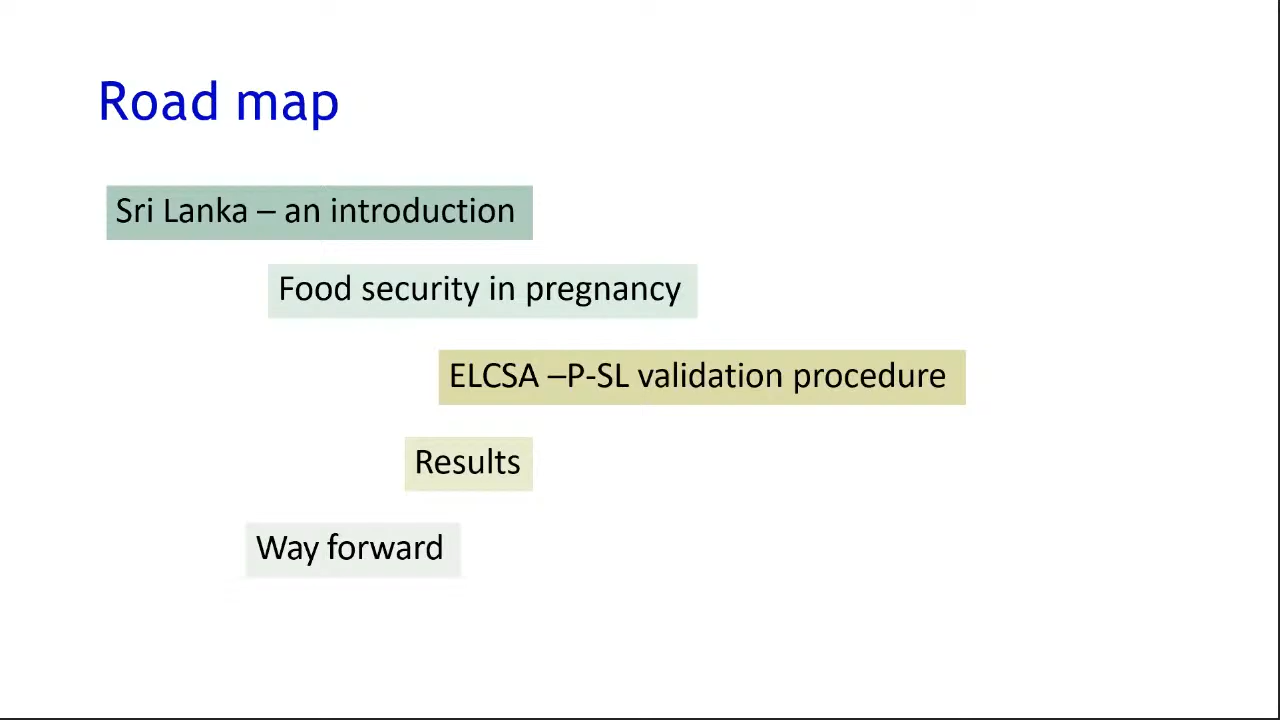 Road map
Sri Lanka – an introduction
Food security in pregnancy
ELCSA –P-SL validation procedure
Results
Way forward